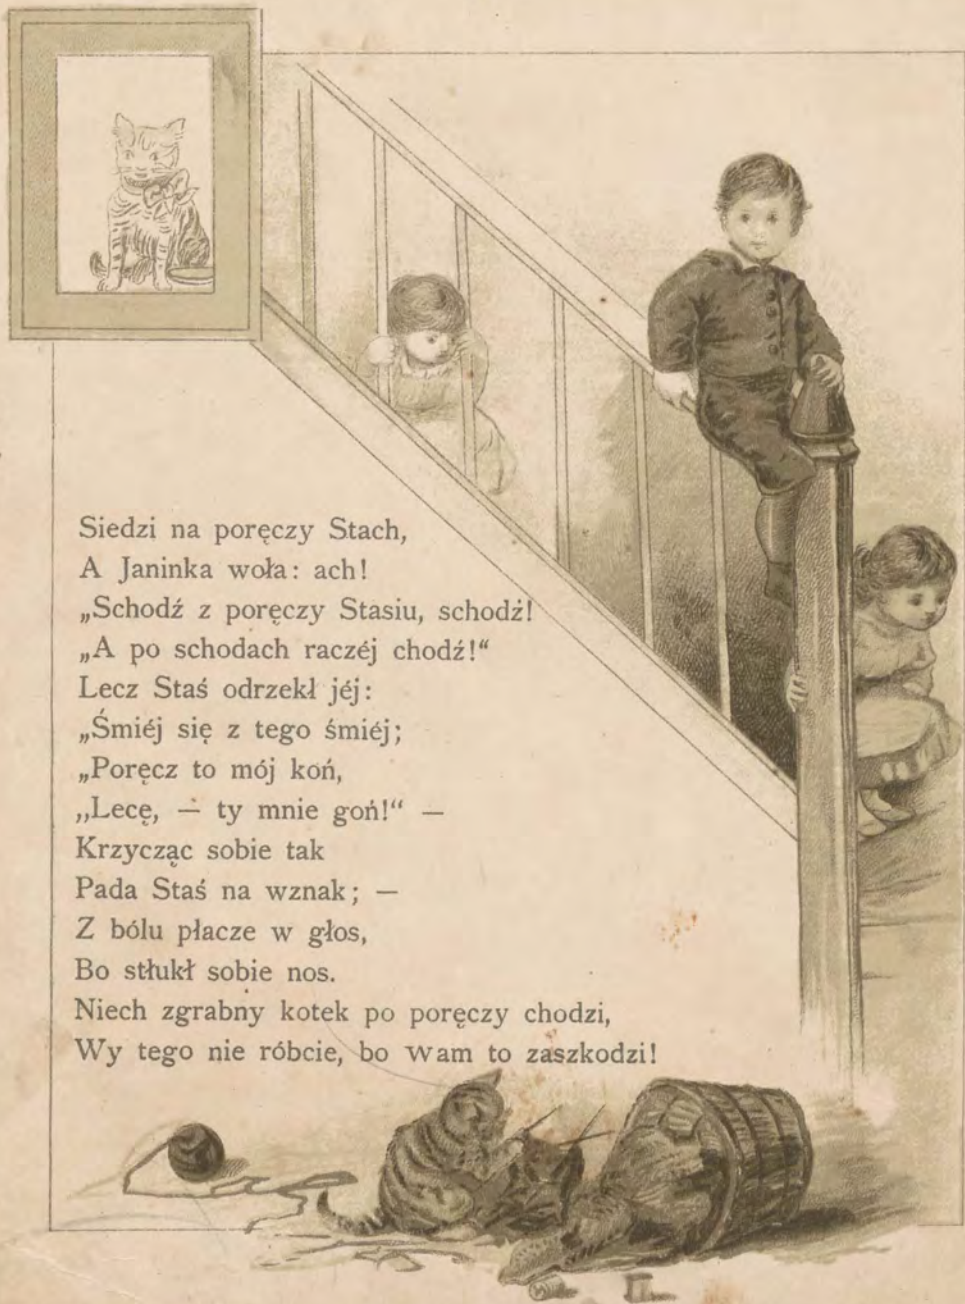 Siedzi na poręczy Stach,
A Janinka woła: ach!
„Schodź z poręczy Stasiu, schodź!
„A po schodach raczéj chodź!“
Lecz Staś odrzekł jéj:
„Śmiéj się z tego śmiéj;
„Poręcz to mój koń,
„Lecę, — ty mnie goń!“ —
Krzycząc sobie tak
Pada Staś na wznak; —
Z bólu płacze w głos,
Bo stłukł sobie nos.
Niech zgrabny kotek po poręczy chodzi,
Wy tego nie róbcie, bo wam to zaszkodzi!